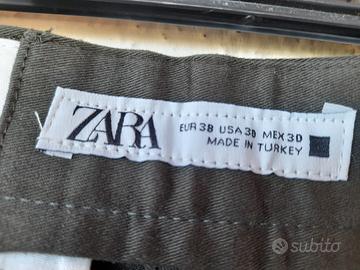 ZARA
EUR 38 USA 30 MEX 30
MADE IN TURKEY
subito